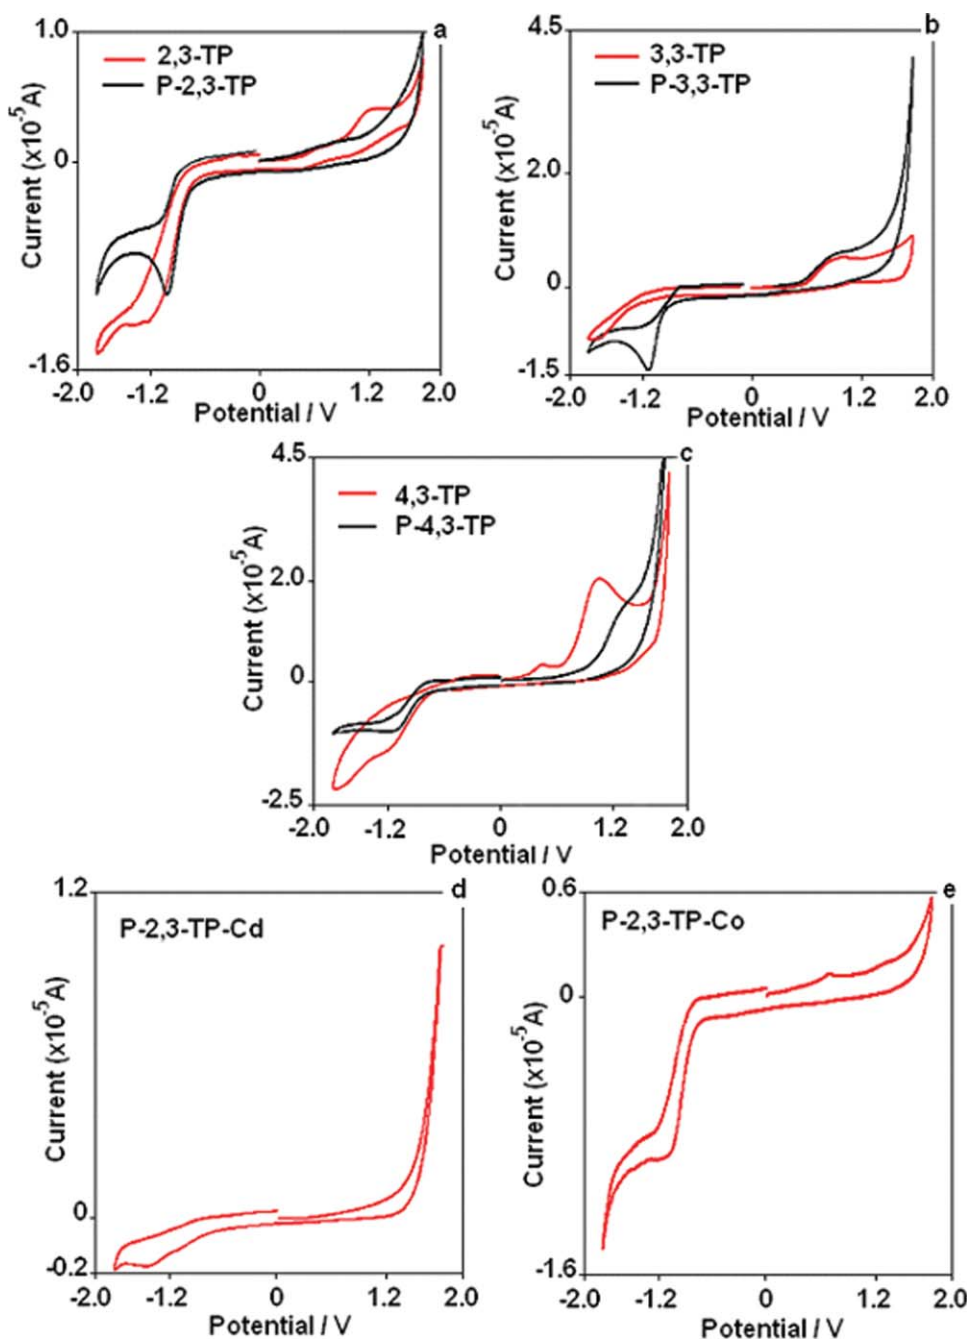 1.0
a
2,3-TP
P-2,3-TP
Current (x10⁻⁵A)
0
-1.6
-2.0 -1.2 0 1.2 2.0
Potential / V
4.5
b
3,3-TP
P-3,3-TP
Current (x10⁻⁵A)
2.0
0
-1.5
-2.0 -1.2 0 1.2 2.0
Potential / V
4.5
c
4,3-TP
P-4,3-TP
Current (x10⁻⁵A)
2.0
0
-2.5
-2.0 -1.2 0 1.2 2.0
Potential / V
1.2
d
P-2,3-TP-Cd
Current (x10⁻⁵A)
0
-0.2
-2.0 -1.2 0 1.2 2.0
Potential / V
0.6
e
P-2,3-TP-Co
Current (x10⁻⁵A)
0
-1.6
-2.0 -1.2 0 1.2 2.0
Potential / V